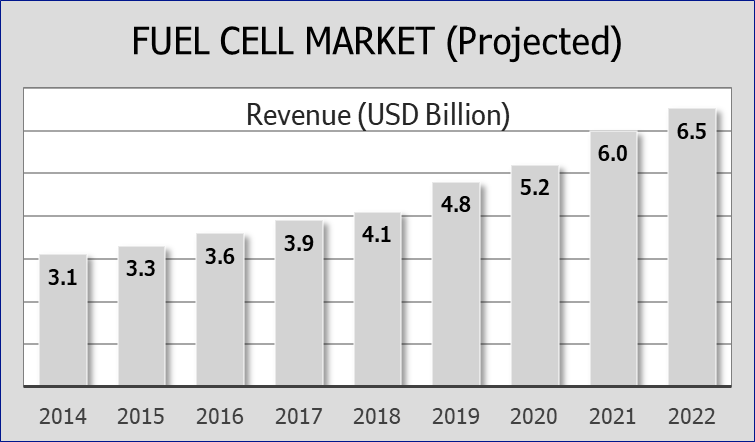 FUEL CELL MARKET (Projected)
Revenue (USD Billion)
3.1 3.3 3.6 3.9 4.1 4.8 5.2 6.0 6.5
2014 2015 2016 2017 2018 2019 2020 2021 2022